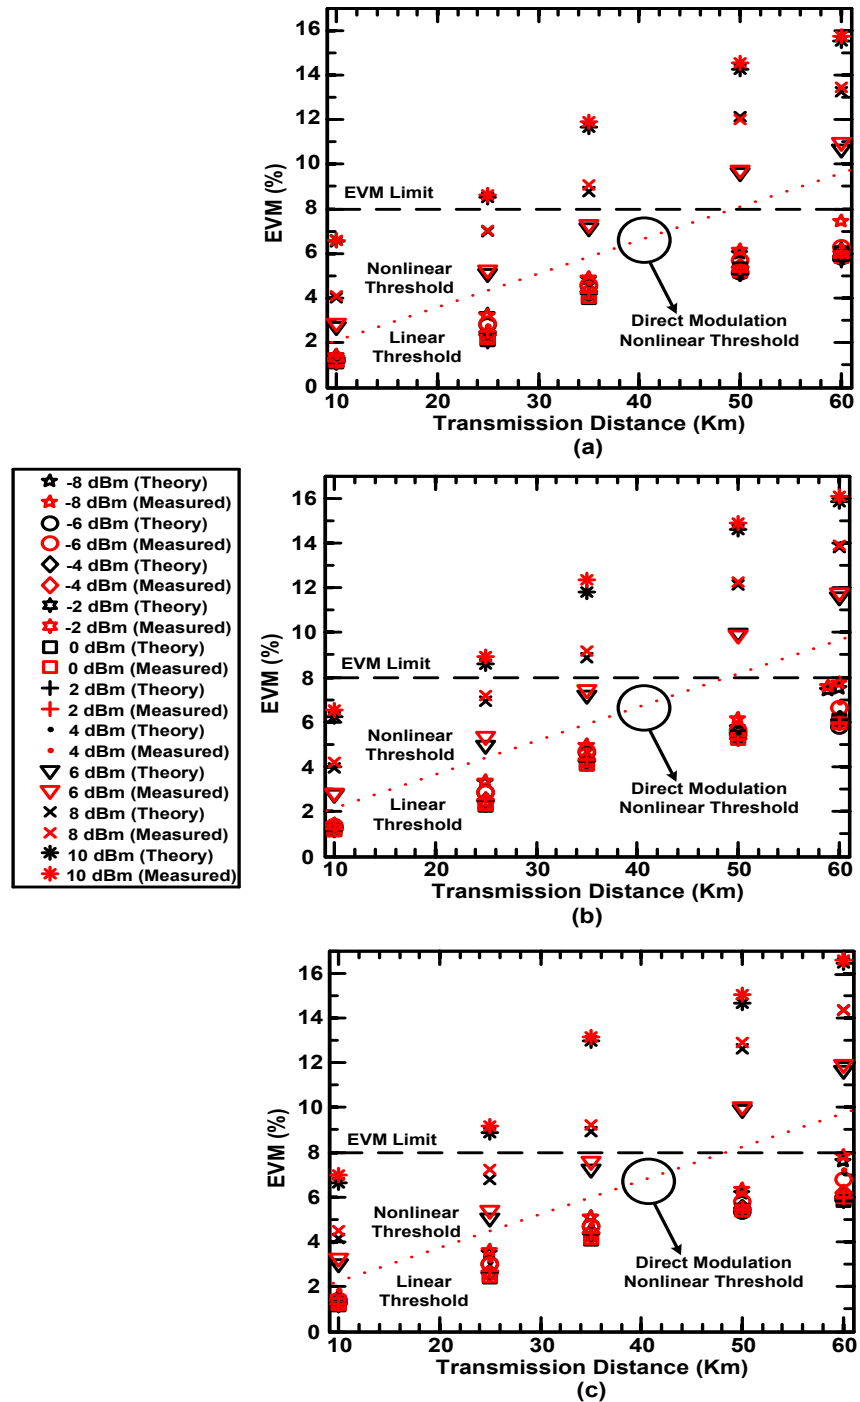 16
14
12
10
8
6
4
2
0
EVM (%)
EVM Limit
Nonlinear
Threshold
Linear
Threshold
Direct Modulation
Nonlinear Threshold
10 20 30 40 50 60
Transmission Distance (Km)
(a)
-8 dBm (Theory)
-8 dBm (Measured)
-6 dBm (Theory)
-6 dBm (Measured)
-4 dBm (Theory)
-4 dBm (Measured)
-2 dBm (Theory)
-2 dBm (Measured)
0 dBm (Theory)
0 dBm (Measured)
2 dBm (Theory)
2 dBm (Measured)
4 dBm (Theory)
4 dBm (Measured)
6 dBm (Theory)
6 dBm (Measured)
8 dBm (Theory)
8 dBm (Measured)
10 dBm (Theory)
10 dBm (Measured)
16
14
12
10
8
6
4
2
0
EVM (%)
EVM Limit
Nonlinear
Threshold
Linear
Threshold
Direct Modulation
Nonlinear Threshold
10 20 30 40 50 60
Transmission Distance (Km)
(b)
16
14
12
10
8
6
4
2
0
EVM (%)
EVM Limit
Nonlinear
Threshold
Linear
Threshold
Direct Modulation
Nonlinear Threshold
10 20 30 40 50 60
Transmission Distance (Km)
(c)